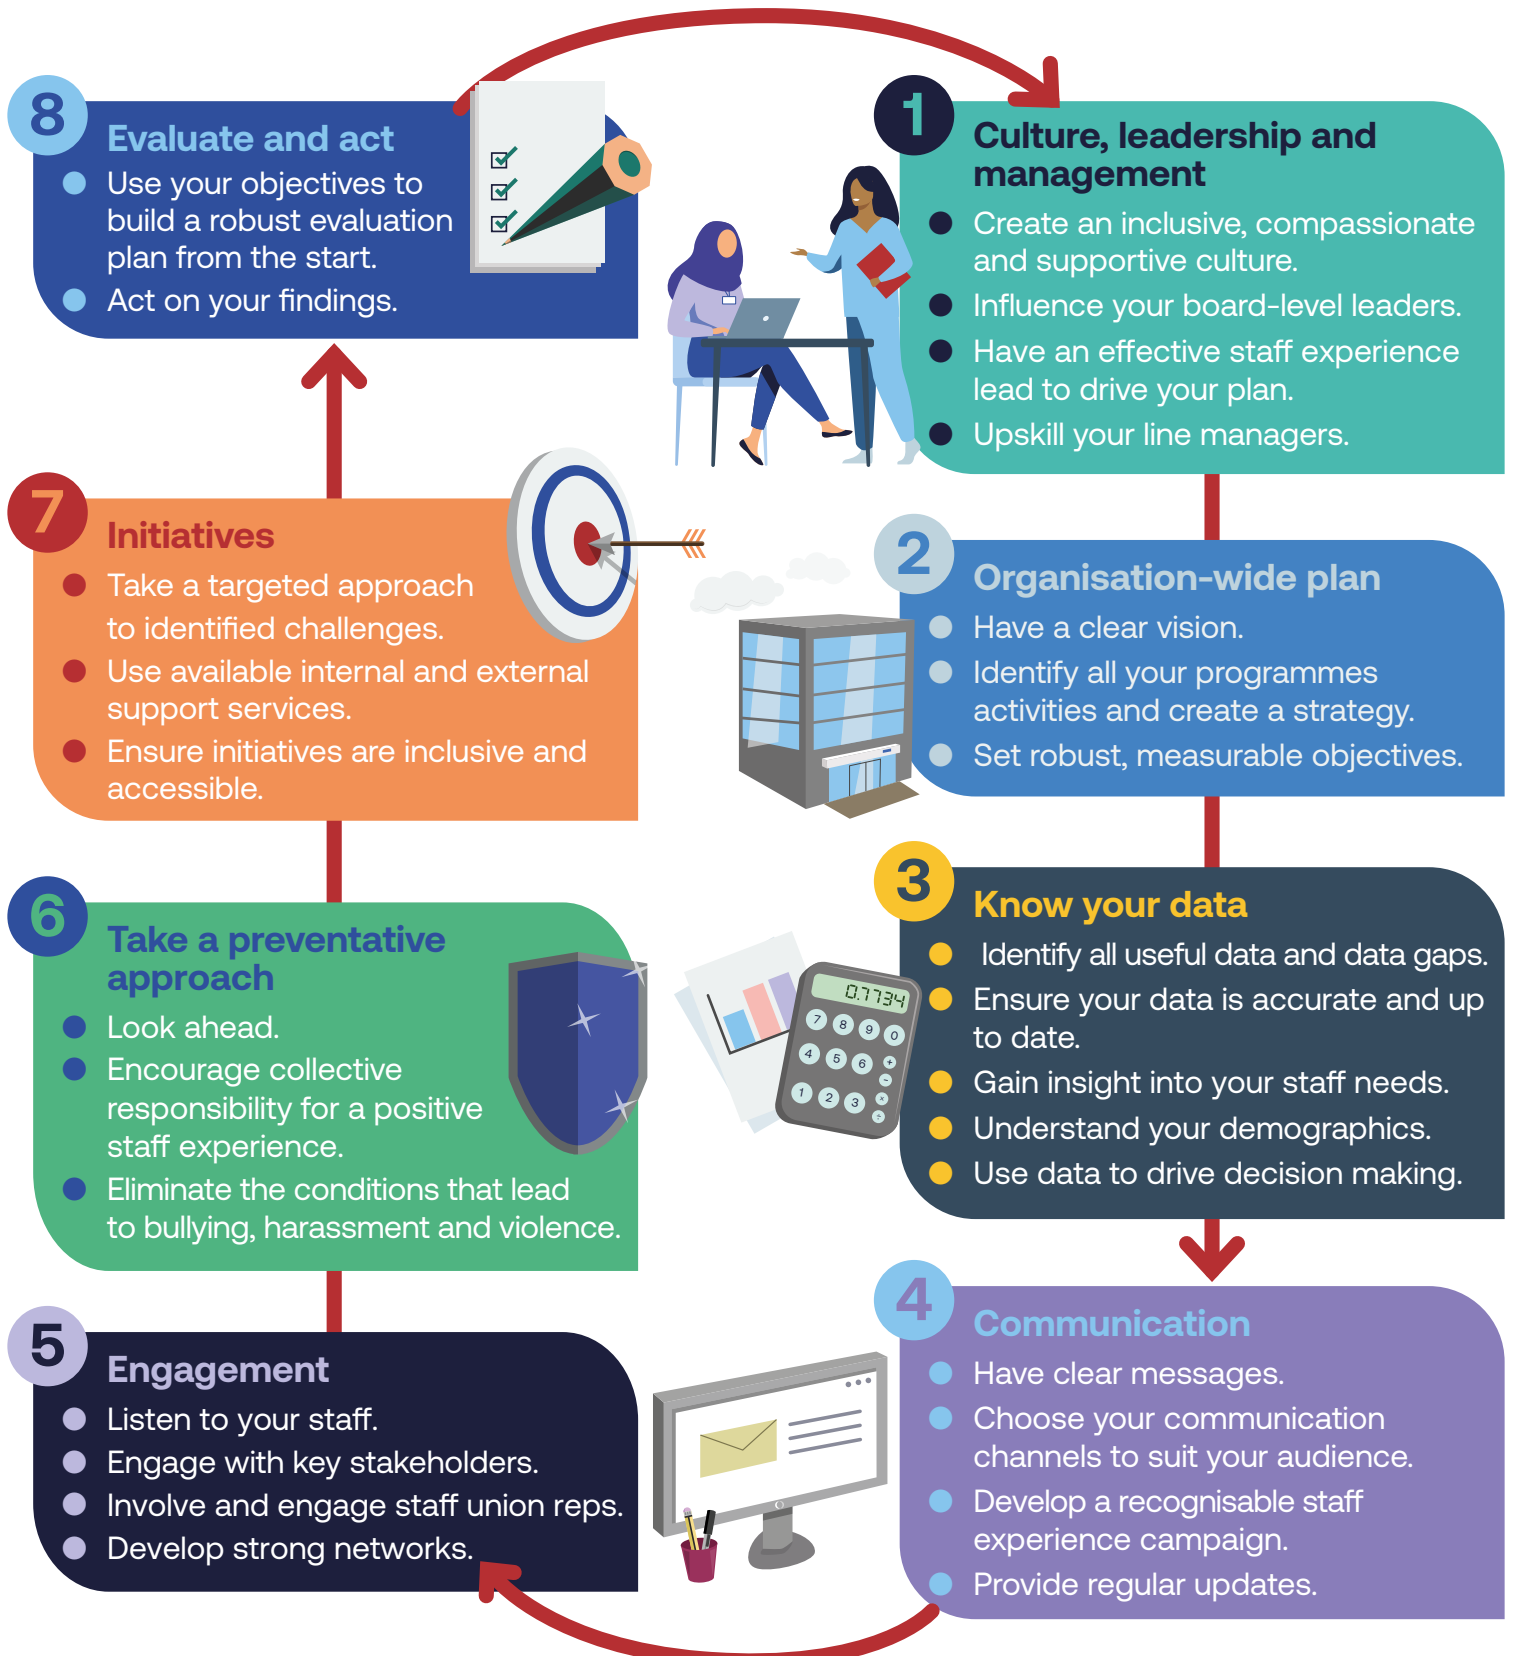 1
Culture, leadership and
management
Create an inclusive, compassionate
and supportive culture.
Influence your board-level leaders.
Have an effective staff experience
lead to drive your plan.
Upskill your line managers.
2
Organisation-wide plan
Have a clear vision.
Identify all your programmes
activities and create a strategy.
Set robust, measurable objectives.
3
Know your data
Identify all useful data and data gaps.
Ensure your data is accurate and up
to date.
Gain insight into your staff needs.
Understand your demographics.
Use data to drive decision making.
0.7734
7 8 9 0
4 5 6 +
-
1 2 3 ×
÷
4
Communication
Have clear messages.
Choose your communication
channels to suit your audience.
Develop a recognisable staff
experience campaign.
Provide regular updates.
5
Engagement
Listen to your staff.
Engage with key stakeholders.
Involve and engage staff union reps.
Develop strong networks.
6
Take a preventative
approach
Look ahead.
Encourage collective
responsibility for a positive
staff experience.
Eliminate the conditions that lead
to bullying, harassment and violence.
7
Initiatives
Take a targeted approach
to identified challenges.
Use available internal and external
support services.
Ensure initiatives are inclusive and
accessible.
8
Evaluate and act
Use your objectives to
build a robust evaluation
plan from the start.
Act on your findings.